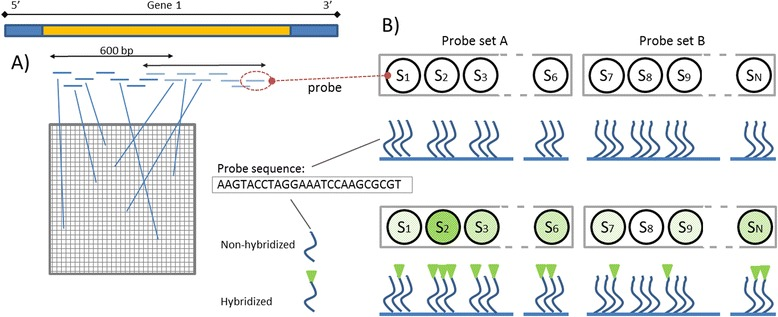 5’ Gene 1 3’
B)
Probe set A Probe set B
600 bp
A)
S1 S2 S3 S6 S7 S8 S9 SN
probe
Probe sequence:
AAGTACCTAGGAAATCCAAGCGCGT
S1 S2 S3 S6 S7 S8 S9 SN
Non-hybridized
Hybridized